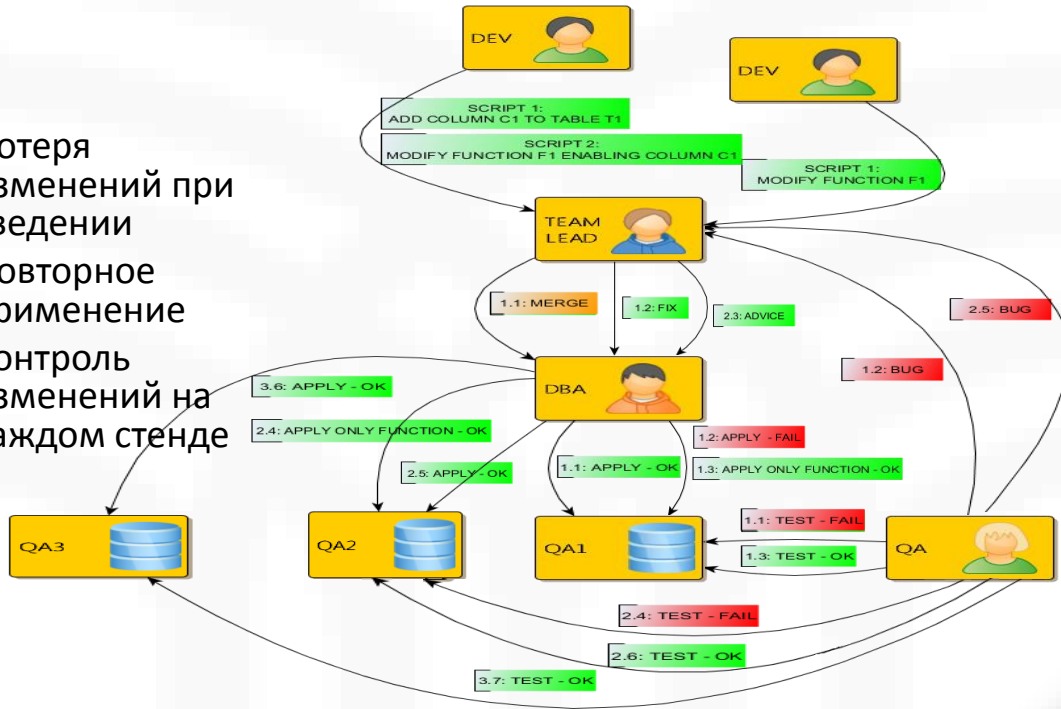 DEV
DEV
SCRIPT 1:
ADD COLUMN C1 TO TABLE T1
SCRIPT 2:
MODIFY FUNCTION F1 ENABLING COLUMN C1
SCRIPT 1:
MODIFY FUNCTION F1
отеря
зменений при
ведении
овторное
рименение
онтроль
зменений на
аждом стенде
TEAM
LEAD
1.1: MERGE
1.2: FIX
2.3: ADVICE
2.5: BUG
1.2: BUG
DBA
3.6: APPLY - OK
2.4: APPLY ONLY FUNCTION - OK
2.5: APPLY - OK
1.1: APPLY - OK
1.2: APPLY - FAIL
1.3: APPLY ONLY FUNCTION - OK
QA3
QA2
QA1
1.1: TEST - FAIL
1.3: TEST - OK
QA
2.4: TEST - FAIL
2.6: TEST - OK
3.7: TEST - OK